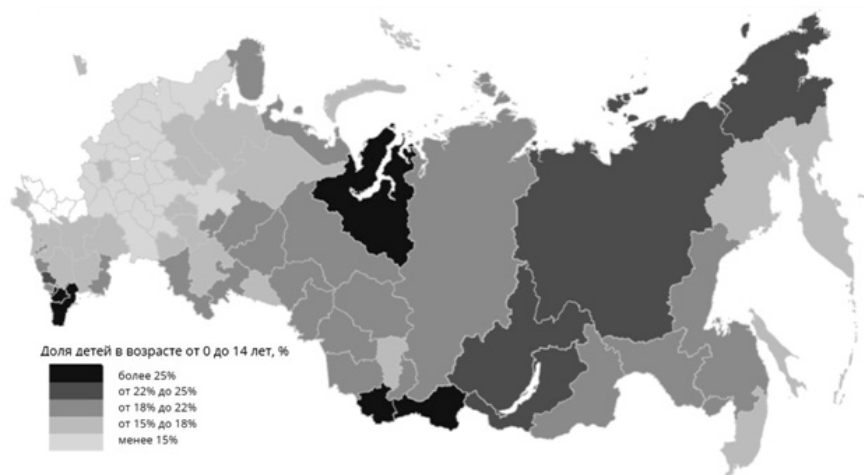 Доля детей в возрасте от 0 до 14 лет, %
более 25%
от 22% до 25%
от 18% до 22%
от 15% до 18%
менее 15%